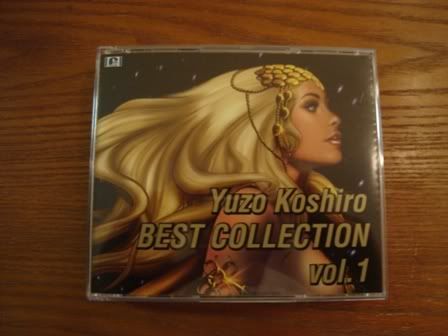 Yuzo Koshiro
BEST COLLECTION
vol. 1